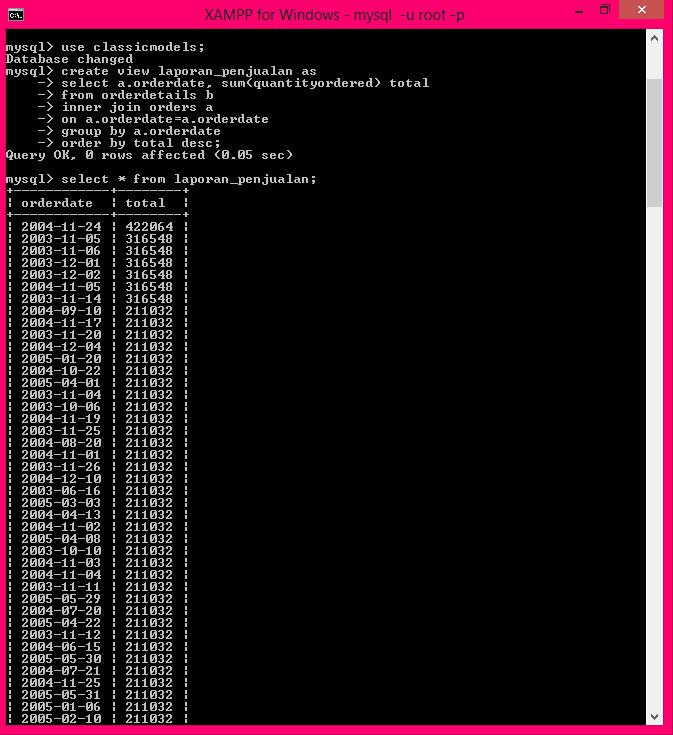 XAMPP for Windows - mysql  -u root -p
mysql> use classicmodels;
Database changed
mysql> create view laporan_penjualan as
    -> select a.orderdate, sum(quantityordered) total
    -> from orderdetails b
    -> inner join orders a
    -> on a.orderdate=a.orderdate
    -> group by a.orderdate
    -> order by total desc;
Query OK, 0 rows affected (0.05 sec)
mysql> select * from laporan_penjualan;
+------------+--------+
| orderdate  | total  |
+------------+--------+
| 2004-11-24 | 422064 |
| 2003-11-05 | 316548 |
| 2003-11-06 | 316548 |
| 2003-12-01 | 316548 |
| 2003-12-02 | 316548 |
| 2004-11-05 | 316548 |
| 2003-11-14 | 316548 |
| 2004-09-10 | 211032 |
| 2004-11-17 | 211032 |
| 2003-11-20 | 211032 |
| 2004-12-04 | 211032 |
| 2005-01-20 | 211032 |
| 2004-10-22 | 211032 |
| 2005-04-01 | 211032 |
| 2003-11-04 | 211032 |
| 2003-10-06 | 211032 |
| 2004-11-19 | 211032 |
| 2003-11-25 | 211032 |
| 2004-08-20 | 211032 |
| 2004-11-01 | 211032 |
| 2003-11-26 | 211032 |
| 2004-12-10 | 211032 |
| 2003-06-16 | 211032 |
| 2005-03-03 | 211032 |
| 2004-04-13 | 211032 |
| 2004-11-02 | 211032 |
| 2005-04-08 | 211032 |
| 2003-10-10 | 211032 |
| 2004-11-03 | 211032 |
| 2004-11-04 | 211032 |
| 2003-11-11 | 211032 |
| 2005-05-29 | 211032 |
| 2004-07-20 | 211032 |
| 2005-04-22 | 211032 |
| 2003-11-12 | 211032 |
| 2004-06-15 | 211032 |
| 2005-05-30 | 211032 |
| 2004-07-21 | 211032 |
| 2004-11-25 | 211032 |
| 2005-05-31 | 211032 |
| 2005-01-06 | 211032 |
| 2005-02-10 | 211032 |